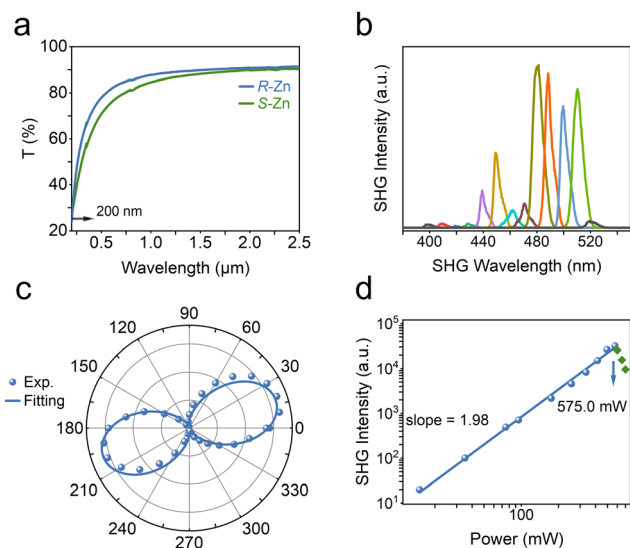 a
100
80
60
40
20
T (%)
R-Zn
S-Zn
200 nm
0.5 1.0 1.5 2.0 2.5
Wavelength (μm)
b
SHG Intensity (a.u.)
400 440 480 520
SHG Wavelength (nm)
c
90
120 60
150 30
180 0
210 330
240 300
270
Exp.
Fitting
d
10^5
10^4
10^3
10^2
10^1
SHG Intensity (a.u.)
575.0 mW
slope = 1.98
100
Power (mW)